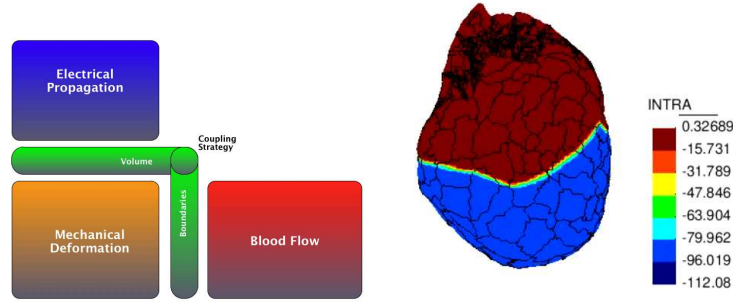 Electrical
Propagation
Coupling
Strategy
Volume
Boundaries
Mechanical
Deformation
Blood Flow
INTRA
0.32689
-15.731
-31.789
-47.846
-63.904
-79.962
-96.019
-112.08